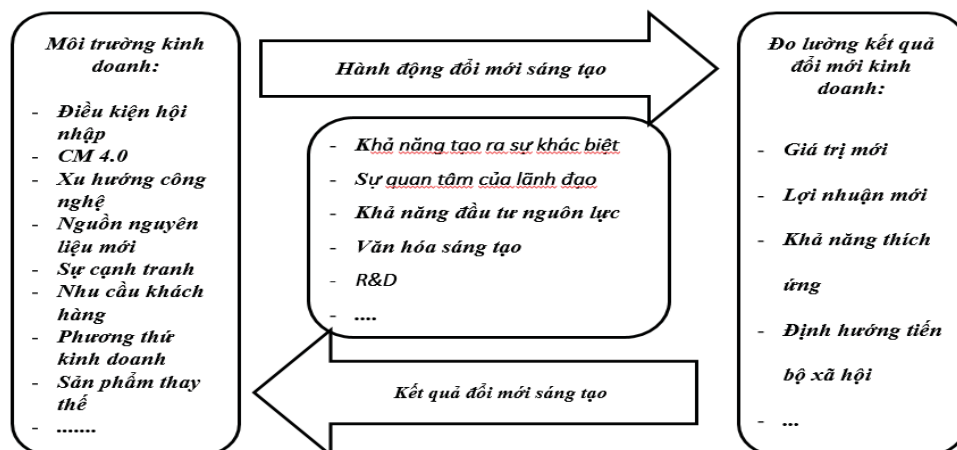 Môi trường kinh
doanh:
- Điều kiện hội
nhập
- CM 4.0
- Xu hướng công
nghệ
- Nguồn nguyên
liệu mới
- Sự cạnh tranh
- Nhu cầu khách
hàng
- Phương thứ
kinh doanh
- Sản phẩm thay
thế
- .......
Hành động đổi mới sáng tạo
- Khả năng tạo ra sự khác biệt
- Sự quan tâm của lãnh đạo
- Khả năng đầu tư nguồn lực
- Văn hóa sáng tạo
- R&D
- ....
Kết quả đổi mới sáng tạo
Đo lường kết quả
đổi mới kinh
doanh:
- Giá trị mới
- Lợi nhuận mới
- Khả năng thích
ứng
- Định hướng tiến
bộ xã hội
- ...